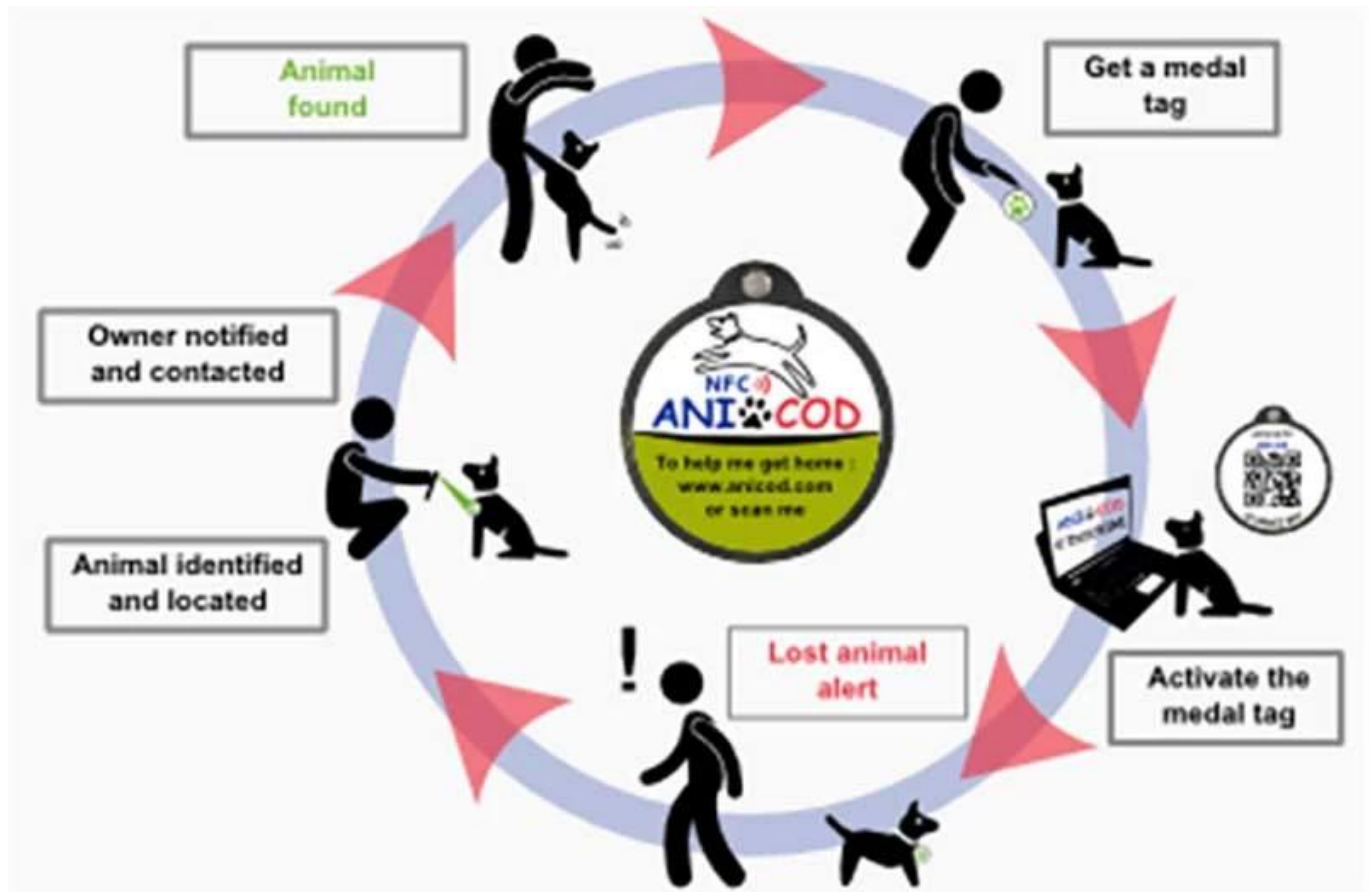 Animal
found
Get a medal
tag
Owner notified
and contacted
NFC
ANI COD
To help me get home :
www.anicod.com
or scan me
Animal identified
and located
Lost animal
alert
Activate the
medal tag